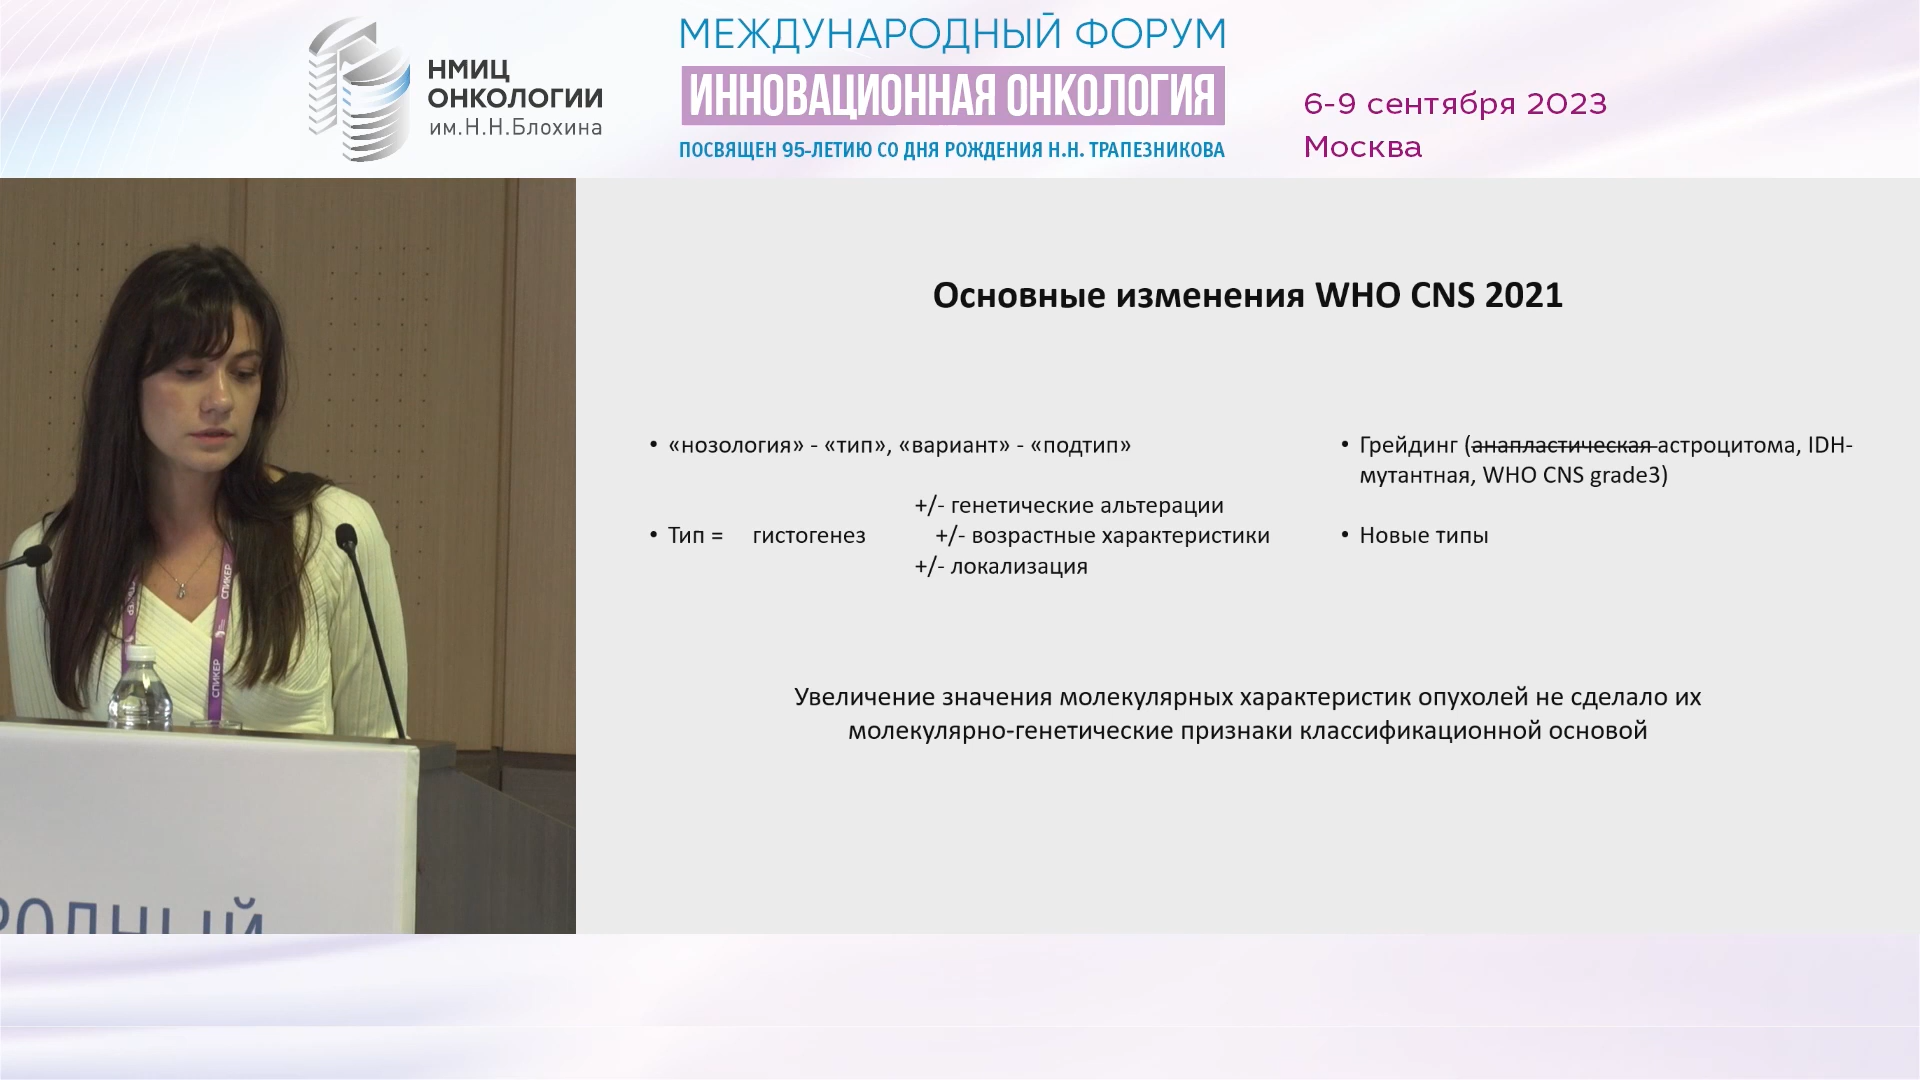 НМИЦ
ОНКОЛОГИИ
им.Н.Н.Блохина
МЕЖДУНАРОДНЫЙ ФОРУМ
ИННОВАЦИОННАЯ ОНКОЛОГИЯ
ПОСВЯЩЕН 95-ЛЕТИЮ СО ДНЯ РОЖДЕНИЯ Н.Н. ТРАПЕЗНИКОВА
6-9 сентября 2023
Москва
Основные изменения WHO CNS 2021
• «нозология» - «тип», «вариант» - «подтип»
+/- генетические альтерации
• Тип = гистогенез +/- возрастные характеристики
+/- локализация
• Грейдинг (анапластическая астроцитома, IDH-
мутантная, WHO CNS grade3)
• Новые типы
Увеличение значения молекулярных характеристик опухолей не сделало их
молекулярно-генетические признаки классификационной основой
СПИКЕР
СПИКЕР
РОДНЫЙ